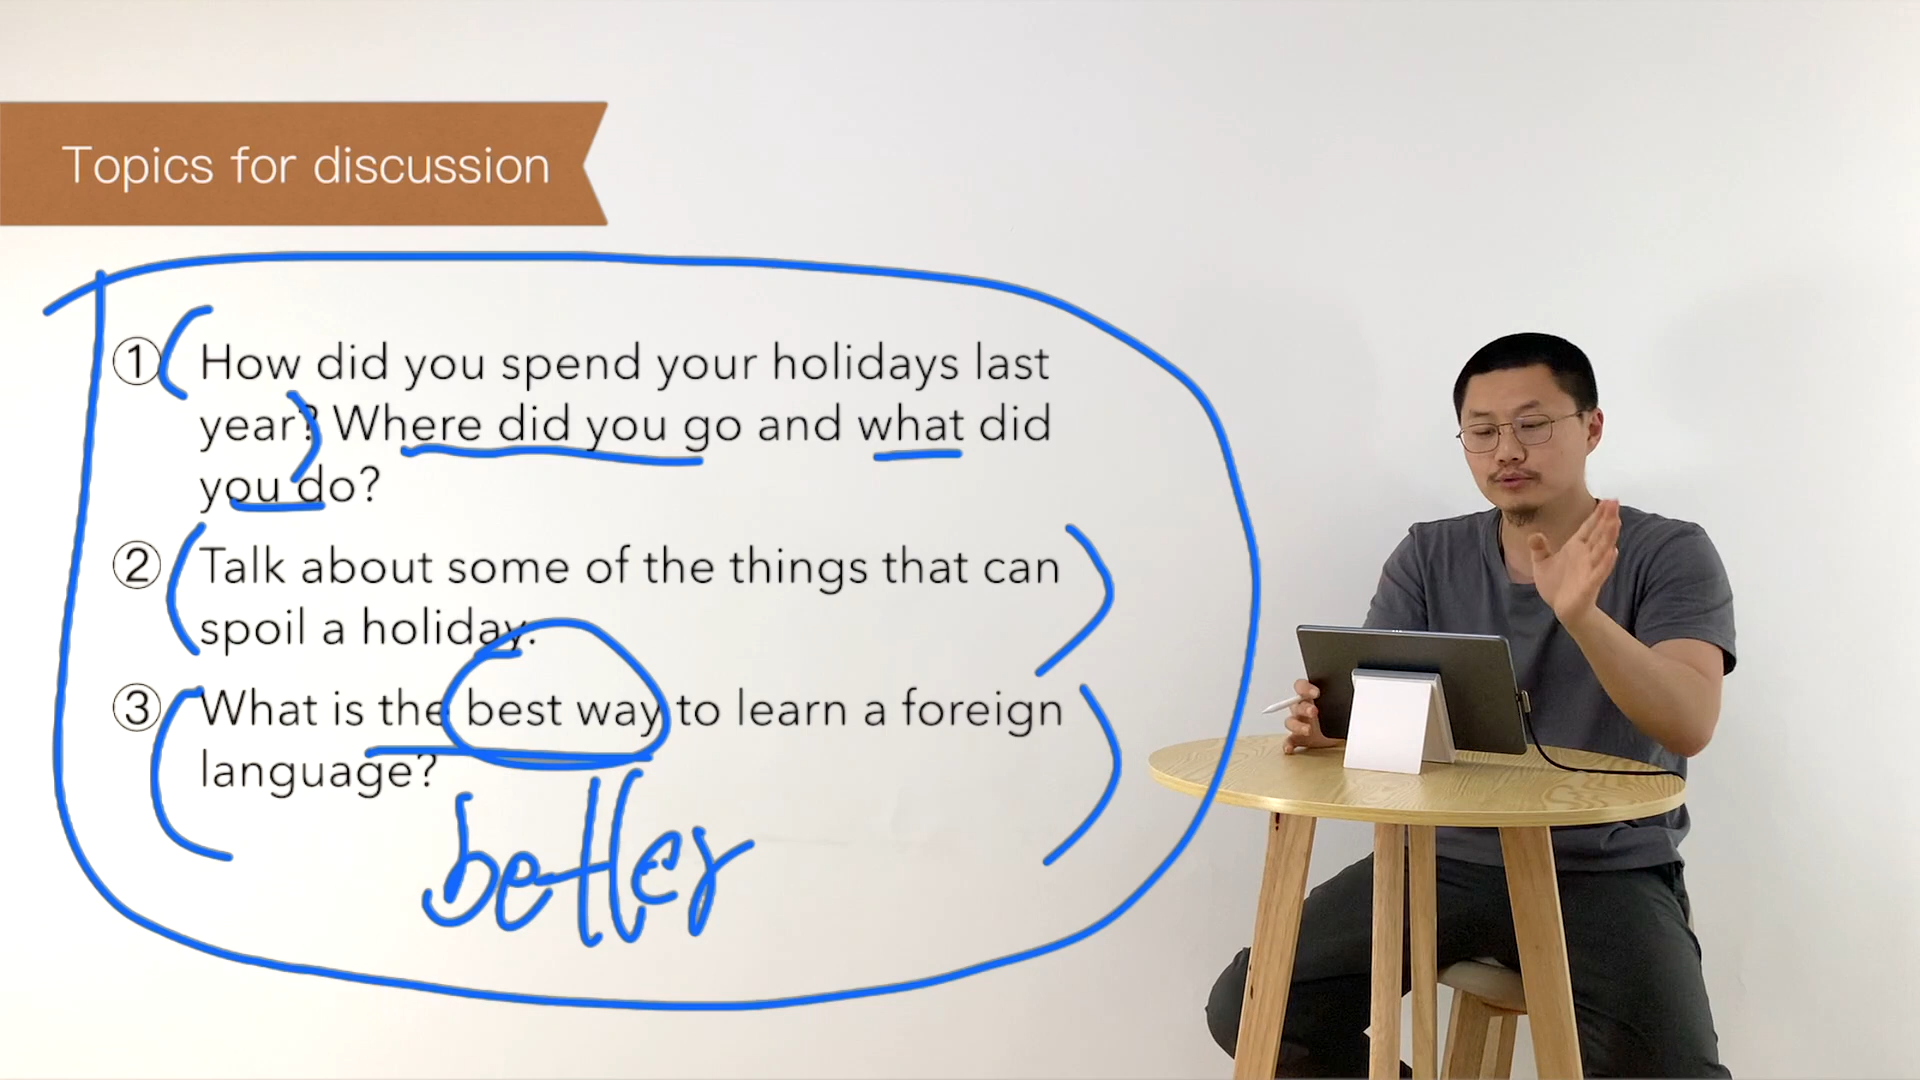 Topics for discussion
① How did you spend your holidays last
year? Where did you go and what did
you do?
② Talk about some of the things that can
spoil a holiday.
③ What is the best way to learn a foreign
language?
better